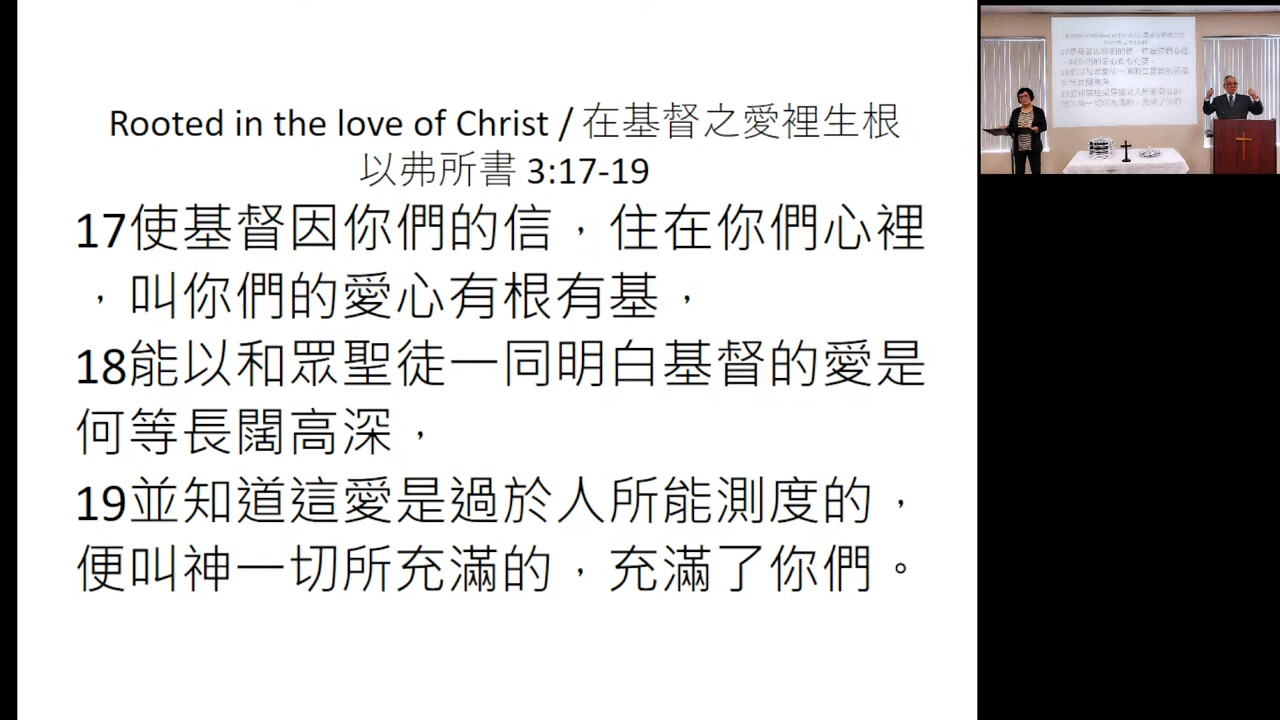 Rooted in the love of Christ / 在基督之愛裡生根
以弗所書 3:17-19
17使基督因你們的信，住在你們心裡
，叫你們的愛心有根有基，
18能以和眾聖徒一同明白基督的愛是
何等長闊高深，
19並知道這愛是過於人所能測度的，
便叫神一切所充滿的，充滿了你們。